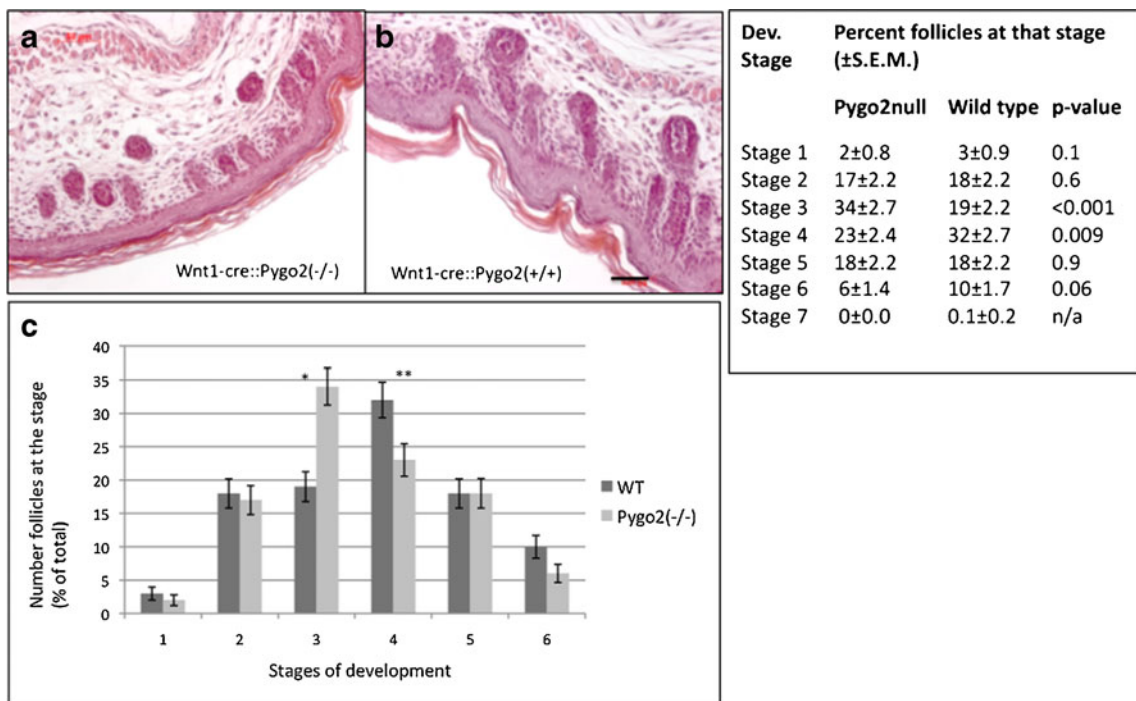 a
b
Wnt1-cre::Pygo2(-/-)
Wnt1-cre::Pygo2(+/+)
Dev. Stage Percent follicles at that stage (±S.E.M.)
Pygo2null Wild type p-value
Stage 1 2±0.8 3±0.9 0.1
Stage 2 17±2.2 18±2.2 0.6
Stage 3 34±2.7 19±2.2 <0.001
Stage 4 23±2.4 32±2.7 0.009
Stage 5 18±2.2 18±2.2 0.9
Stage 6 6±1.4 10±1.7 0.06
Stage 7 0±0.0 0.1±0.2 n/a
c
Number follicles at the stage
(% of total)
40
35
30
25
20
15
10
5
0
* **
1 2 3 4 5 6
Stages of development
WT
Pygo2(-/-)